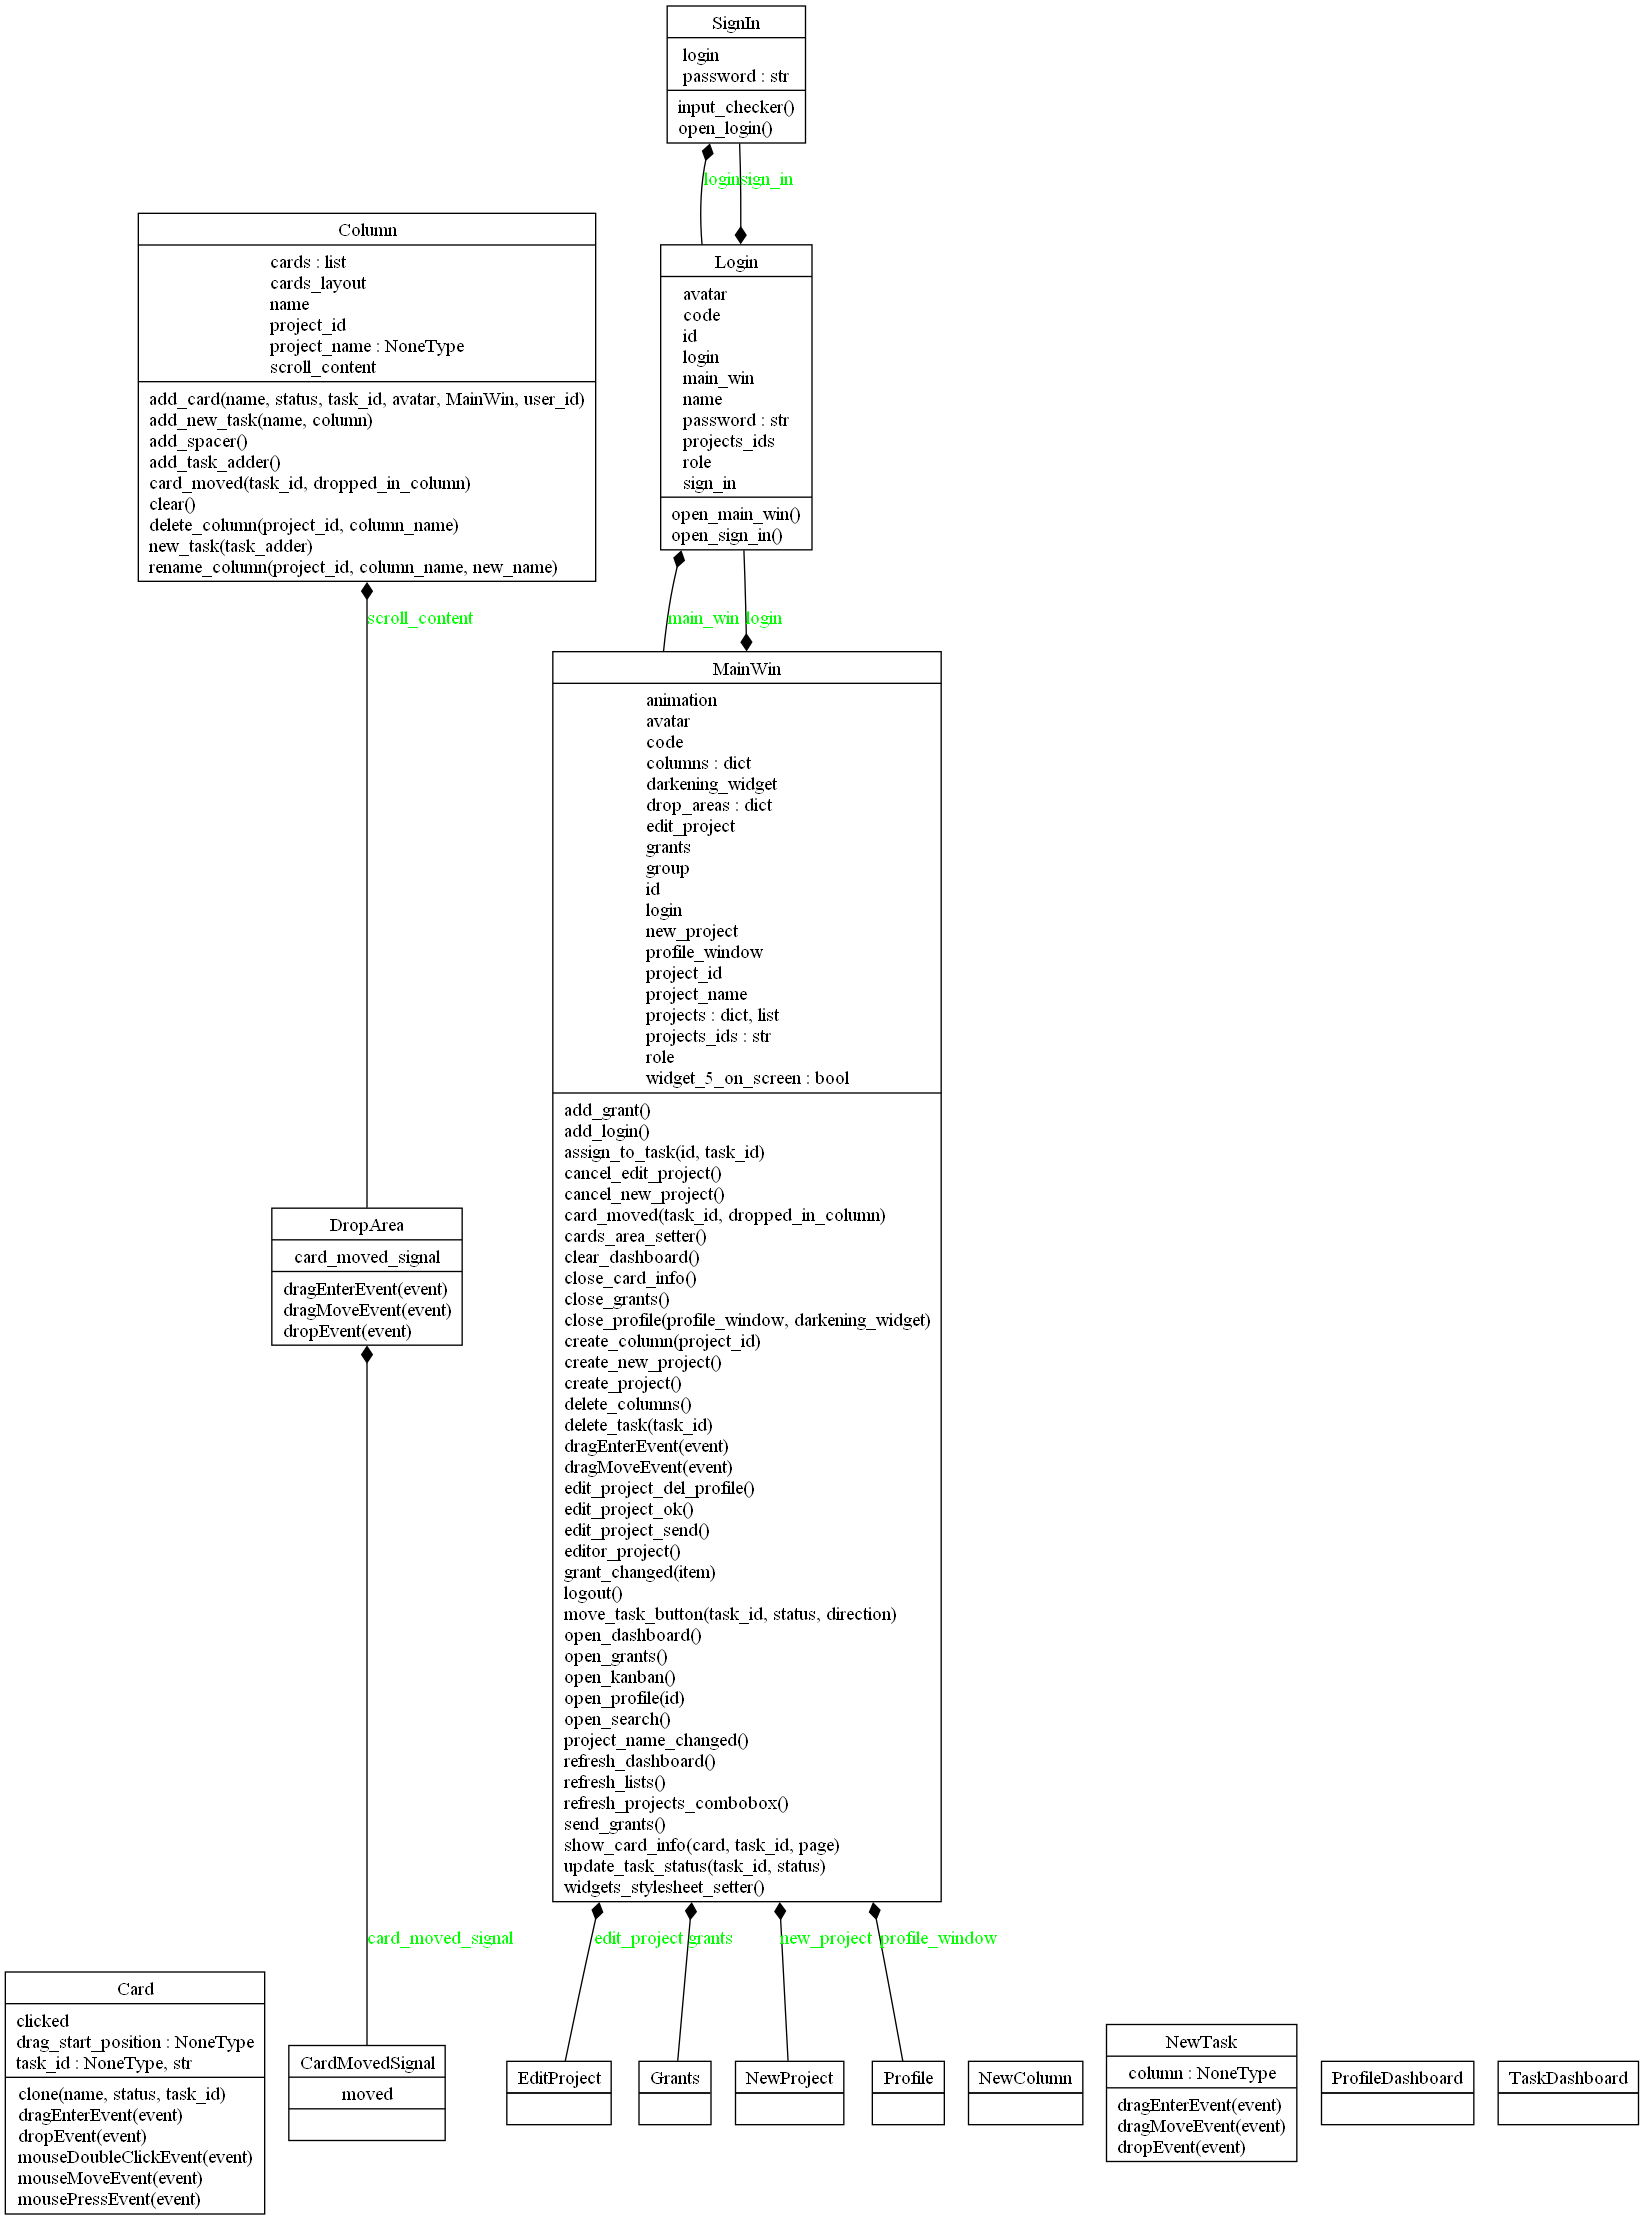 SignIn
login
password : str
input_checker()
open_login()
login
sign_in
Column
cards : list
cards_layout
name
project_id
project_name : NoneType
scroll_content
add_card(name, status, task_id, avatar, MainWin, user_id)
add_new_task(name, column)
add_spacer()
add_task_adder()
card_moved(task_id, dropped_in_column)
clear()
delete_column(project_id, column_name)
new_task(task_adder)
rename_column(project_id, column_name, new_name)
Login
avatar
code
id
login
main_win
name
password : str
projects_ids
role
sign_in
open_main_win()
open_sign_in()
scroll_content
main_win
login
MainWin
animation
avatar
code
columns : dict
darkening_widget
drop_areas : dict
edit_project
grants
group
id
login
new_project
profile_window
project_id
project_name
projects : dict, list
projects_ids : str
role
widget_5_on_screen : bool
add_grant()
add_login()
assign_to_task(id, task_id)
cancel_edit_project()
cancel_new_project()
card_moved(task_id, dropped_in_column)
cards_area_setter()
clear_dashboard()
close_card_info()
close_grants()
close_profile(profile_window, darkening_widget)
create_column(project_id)
create_new_project()
create_project()
delete_columns()
delete_task(task_id)
dragEnterEvent(event)
dragMoveEvent(event)
edit_project_del_profile()
edit_project_ok()
edit_project_send()
editor_project()
grant_changed(item)
logout()
move_task_button(task_id, status, direction)
open_dashboard()
open_grants()
open_kanban()
open_profile(id)
open_search()
project_name_changed()
refresh_dashboard()
refresh_lists()
refresh_projects_combobox()
send_grants()
show_card_info(card, task_id, page)
update_task_status(task_id, status)
widgets_stylesheet_setter()
DropArea
card_moved_signal
dragEnterEvent(event)
dragMoveEvent(event)
dropEvent(event)
card_moved_signal
edit_project
grants
new_project
profile_window
Card
clicked
drag_start_position : NoneType
task_id : NoneType, str
clone(name, status, task_id)
dragEnterEvent(event)
dropEvent(event)
mouseDoubleClickEvent(event)
mouseMoveEvent(event)
mousePressEvent(event)
CardMovedSignal
moved
EditProject
Grants
NewProject
Profile
NewColumn
NewTask
column : NoneType
dragEnterEvent(event)
dragMoveEvent(event)
dropEvent(event)
ProfileDashboard
TaskDashboard